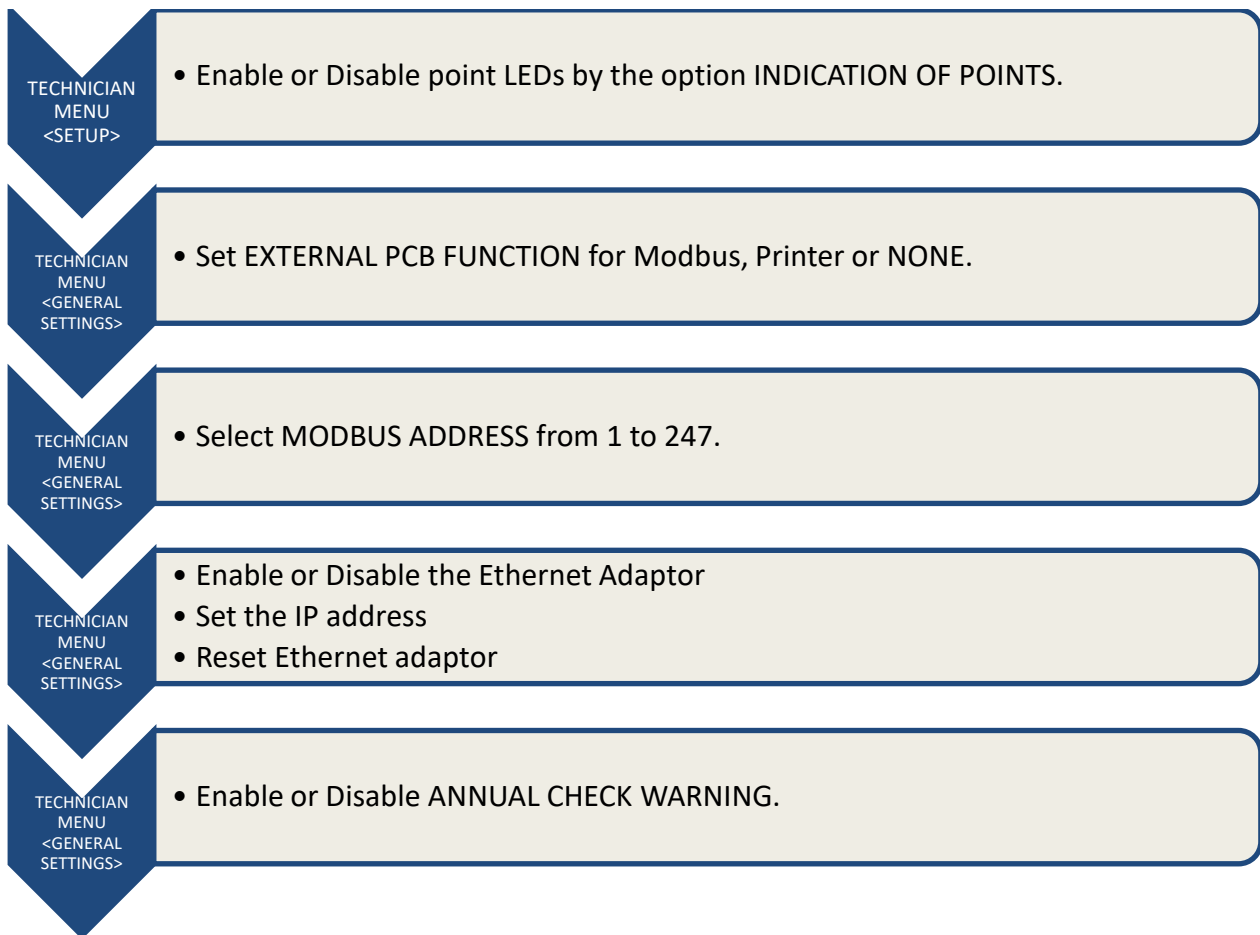 TECHNICIAN
MENU
<SETUP>
• Enable or Disable point LEDs by the option INDICATION OF POINTS.
TECHNICIAN
MENU
<GENERAL
SETTINGS>
• Set EXTERNAL PCB FUNCTION for Modbus, Printer or NONE.
TECHNICIAN
MENU
<GENERAL
SETTINGS>
• Select MODBUS ADDRESS from 1 to 247.
TECHNICIAN
MENU
<GENERAL
SETTINGS>
• Enable or Disable the Ethernet Adaptor
• Set the IP address
• Reset Ethernet adaptor
TECHNICIAN
MENU
<GENERAL
SETTINGS>
• Enable or Disable ANNUAL CHECK WARNING.